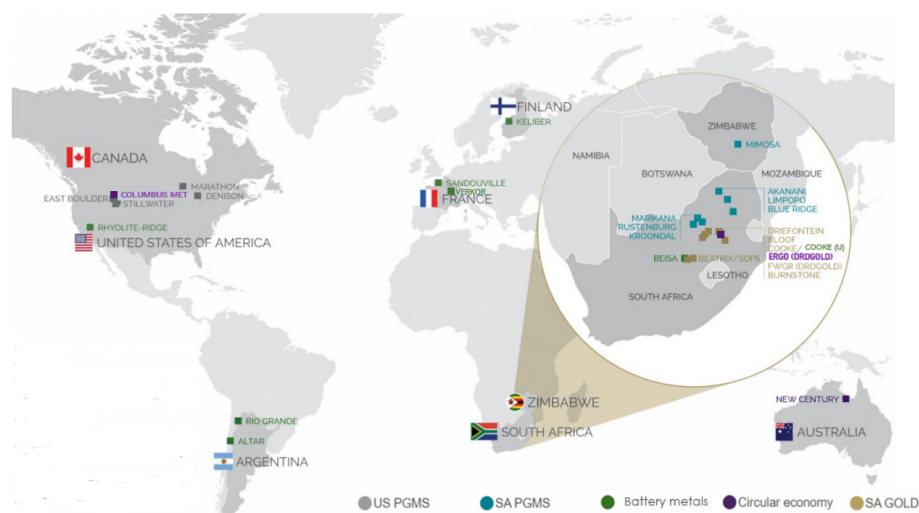 FINLAND
KELIBER
ZIMBABWE
MIMOSA
CANADA
NAMIBIA
BOTSWANA
MOZAMBIQUE
SANDOUVILLE
VERKOR
FRANCE
MARATHON
COLUMBUS MET
EAST BOULDER
DENISON
STILLWATER
AKANANI
LIMPOPO
BLUE RIDGE
MARIKANA
RUSTENBURG
KROONDAL
RHYOLITE-RIDGE
UNITED STATES OF AMERICA
DRIEFONTEIN
KLOOF
COOKE/ COOKE (U)
ERGO (DRDGOLD)
FWGR (DRDGOLD)
BURNSTONE
BEISA
BEATRIX/SOFS
LESOTHO
SOUTH AFRICA
NEW CENTURY
ZIMBABWE
RIO GRANDE
SOUTH AFRICA
AUSTRALIA
ALTAR
ARGENTINA
US PGMS
SA PGMS
Battery metals
Circular economy
SA GOLD